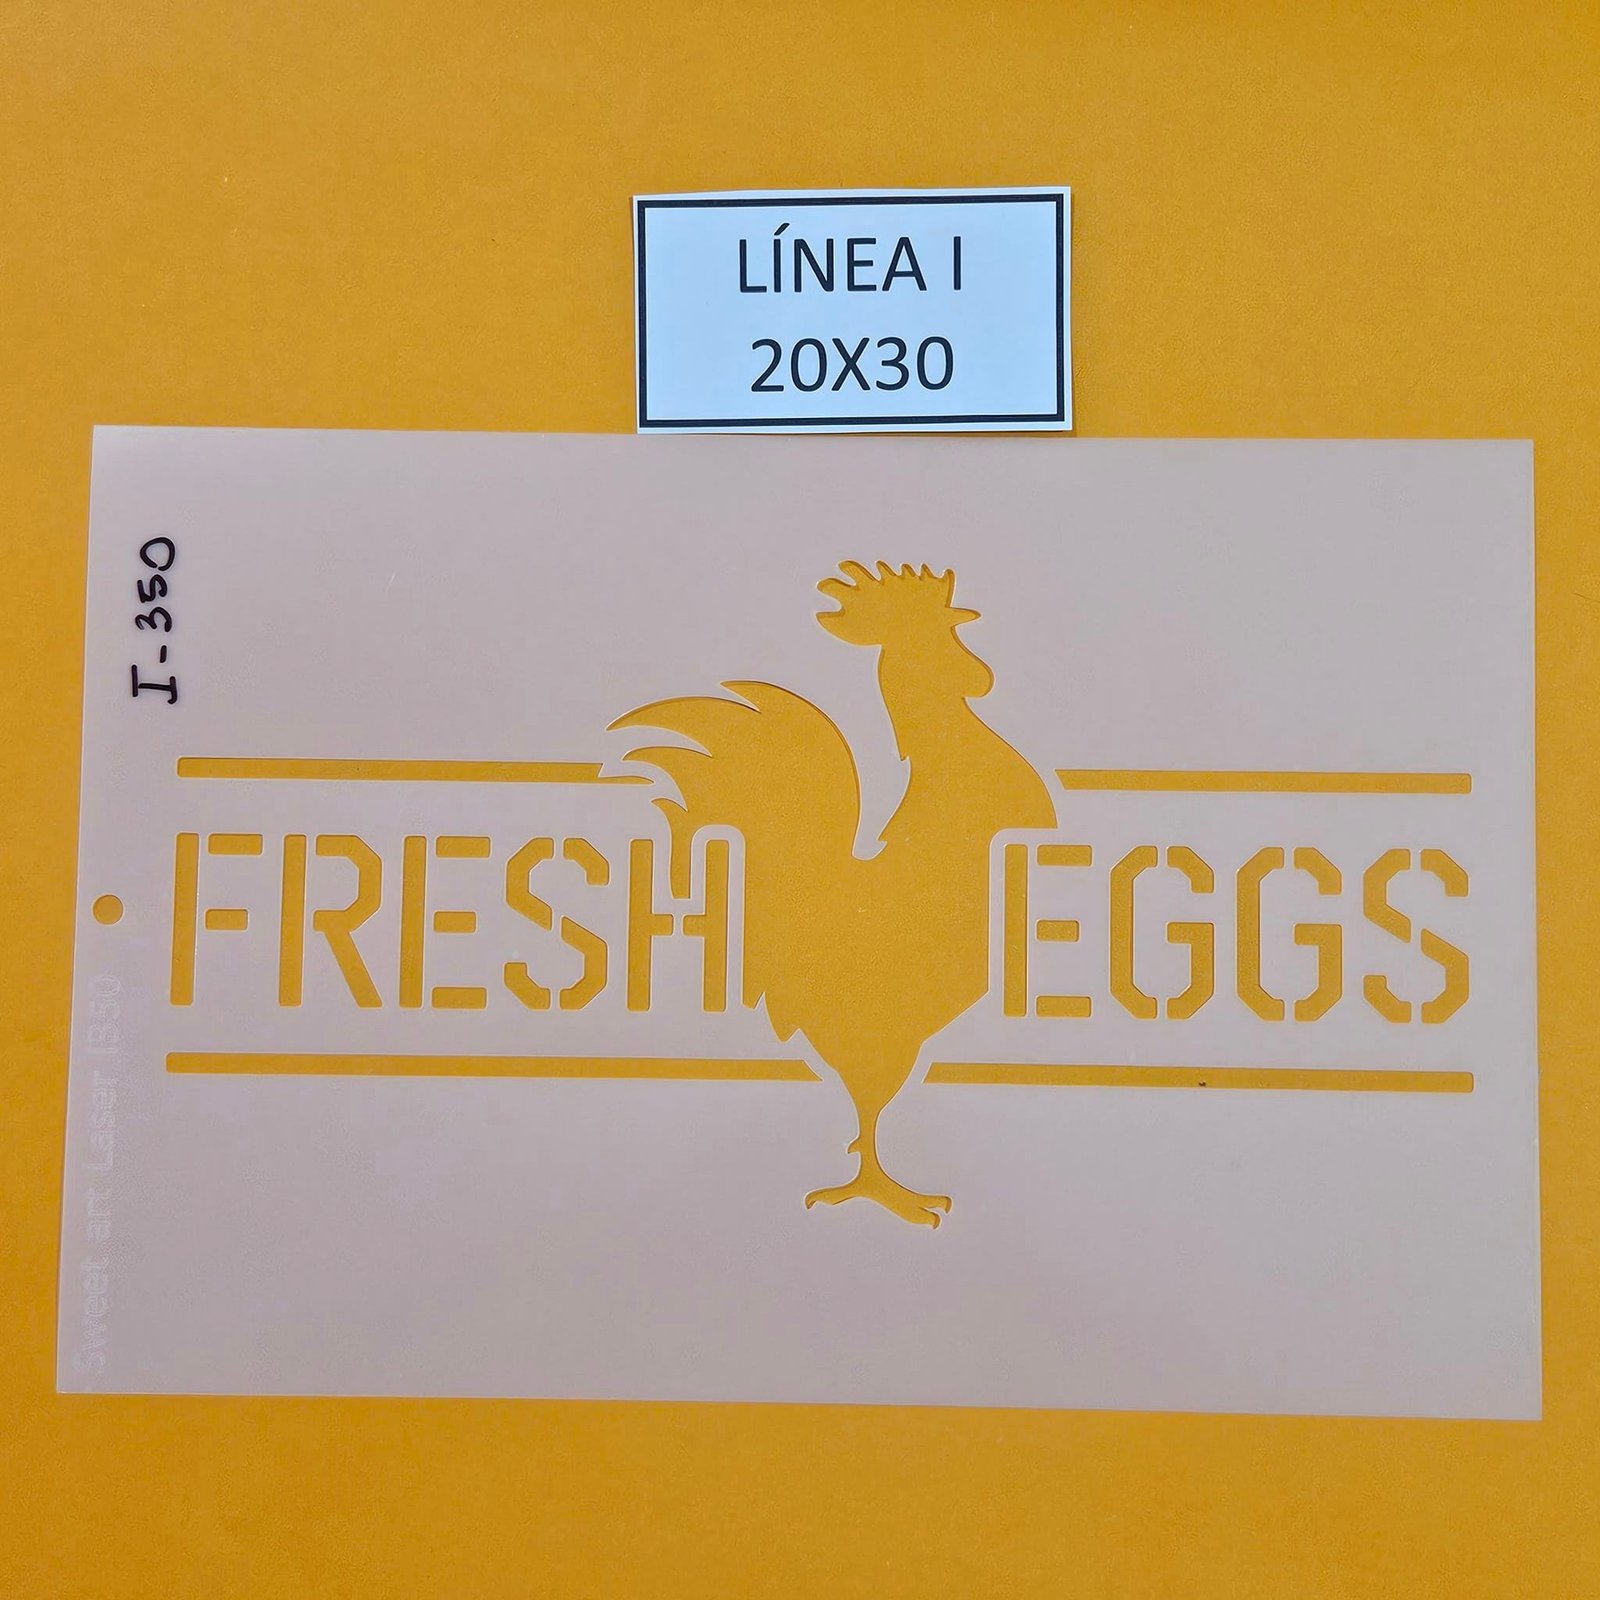 LÍNEA I
20X30
I-350
FRESH EGGS
Sweet art Laser I350